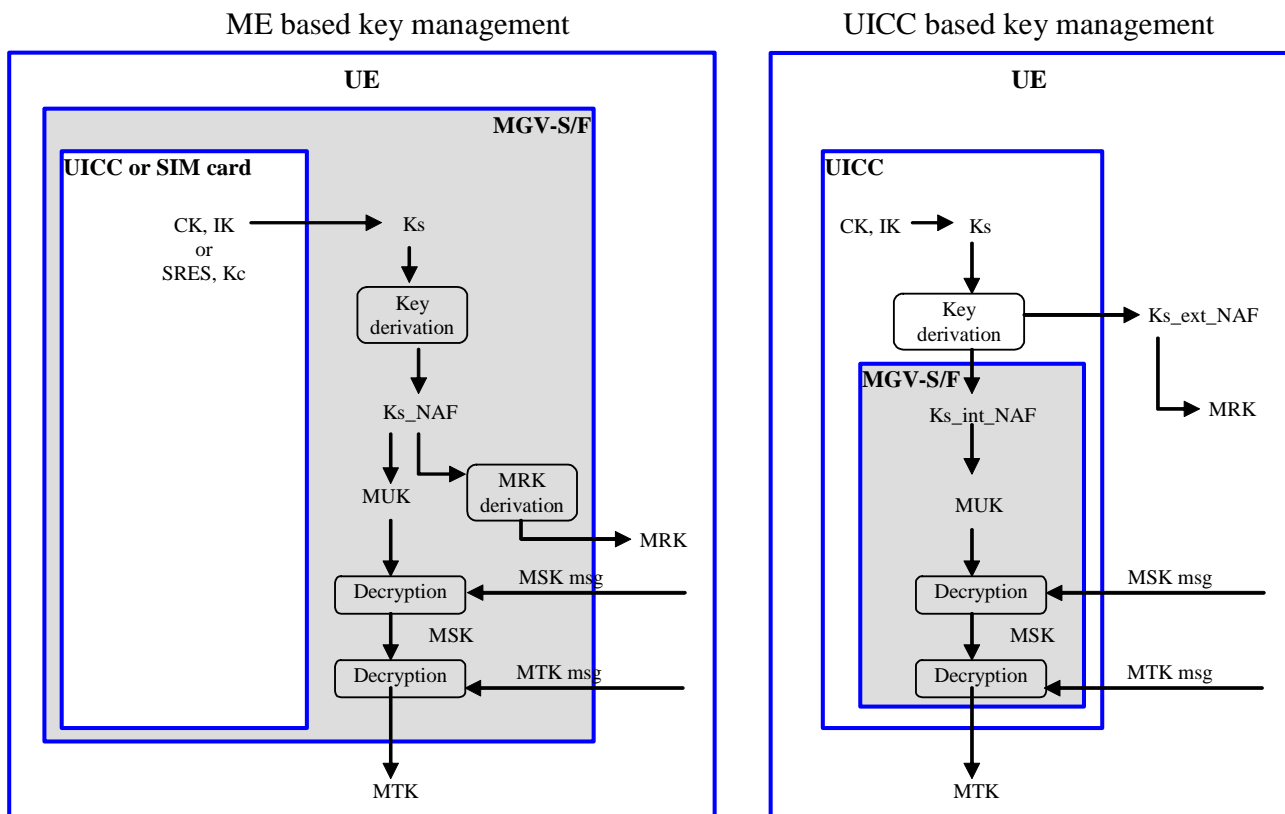 ME based key management
UE
MGV-S/F
UICC or SIM card
CK, IK
or
SRES, Kc
Ks
Key
derivation
Ks_NAF
MUK
MRK
derivation
MRK
Decryption
MSK msg
MSK
Decryption
MTK msg
MTK
UICC based key management
UE
UICC
CK, IK
Ks
Key
derivation
Ks_ext_NAF
MGV-S/F
Ks_int_NAF
MRK
MUK
Decryption
MSK msg
MSK
Decryption
MTK msg
MTK